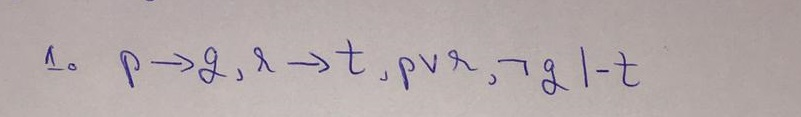 1. p→q, r→t, p∨r, ¬q |-t